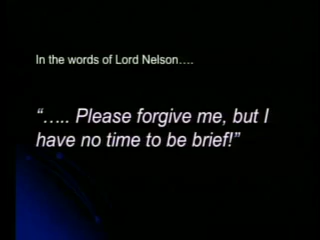 In the words of Lord Nelson….
“….. Please forgive me, but I
have no time to be brief!”